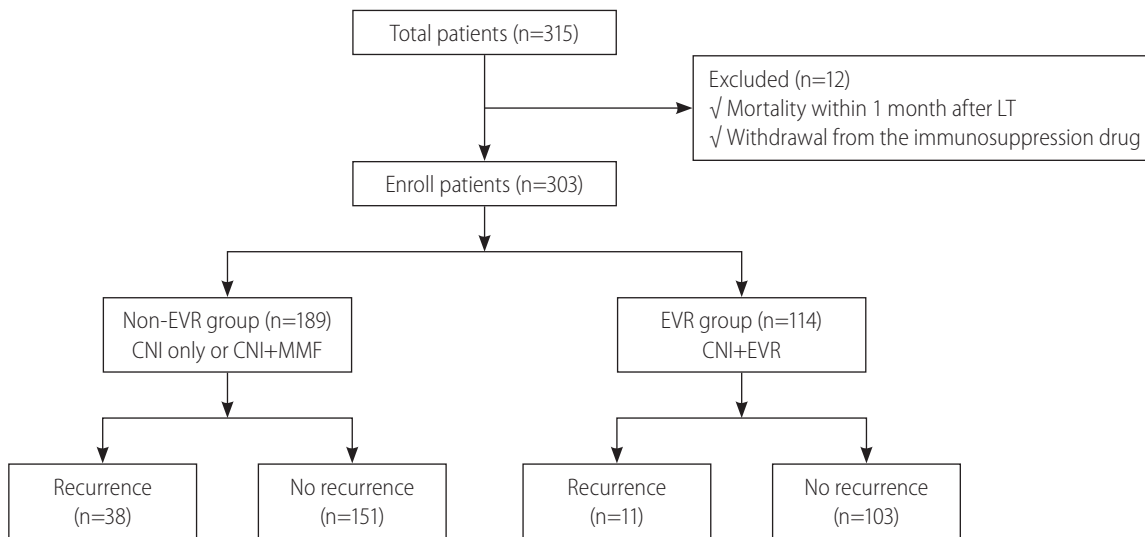 Total patients (n=315)
Excluded (n=12)
√ Mortality within 1 month after LT
√ Withdrawal from the immunosuppression drug
Enroll patients (n=303)
Non-EVR group (n=189)
CNI only or CNI+MMF
EVR group (n=114)
CNI+EVR
Recurrence
(n=38)
No recurrence
(n=151)
Recurrence
(n=11)
No recurrence
(n=103)